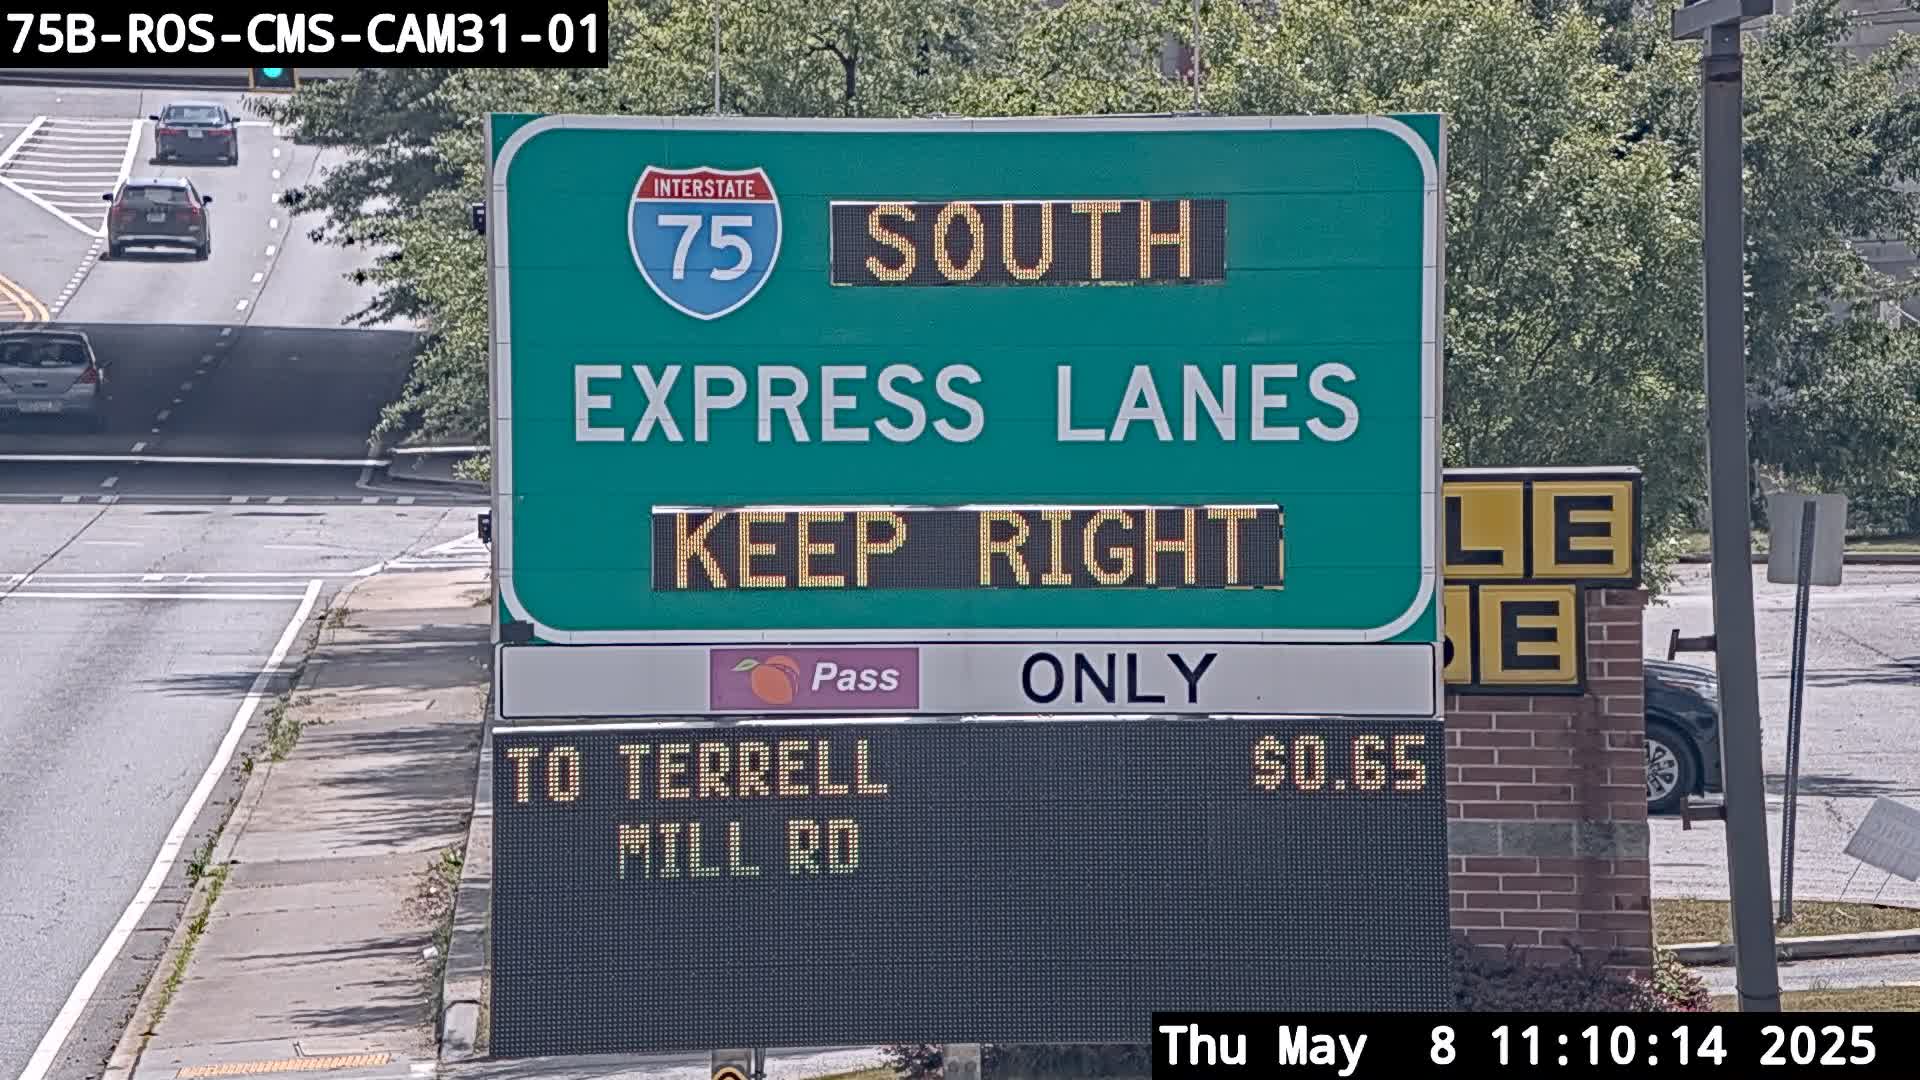 75B-ROS-CMS-CAM31-01
INTERSTATE
75
SOUTH
EXPRESS LANES
KEEP RIGHT
Pass ONLY
TO TERRELL $0.65
MILL RD
LE
E
Thu May 8 11:10:14 2025